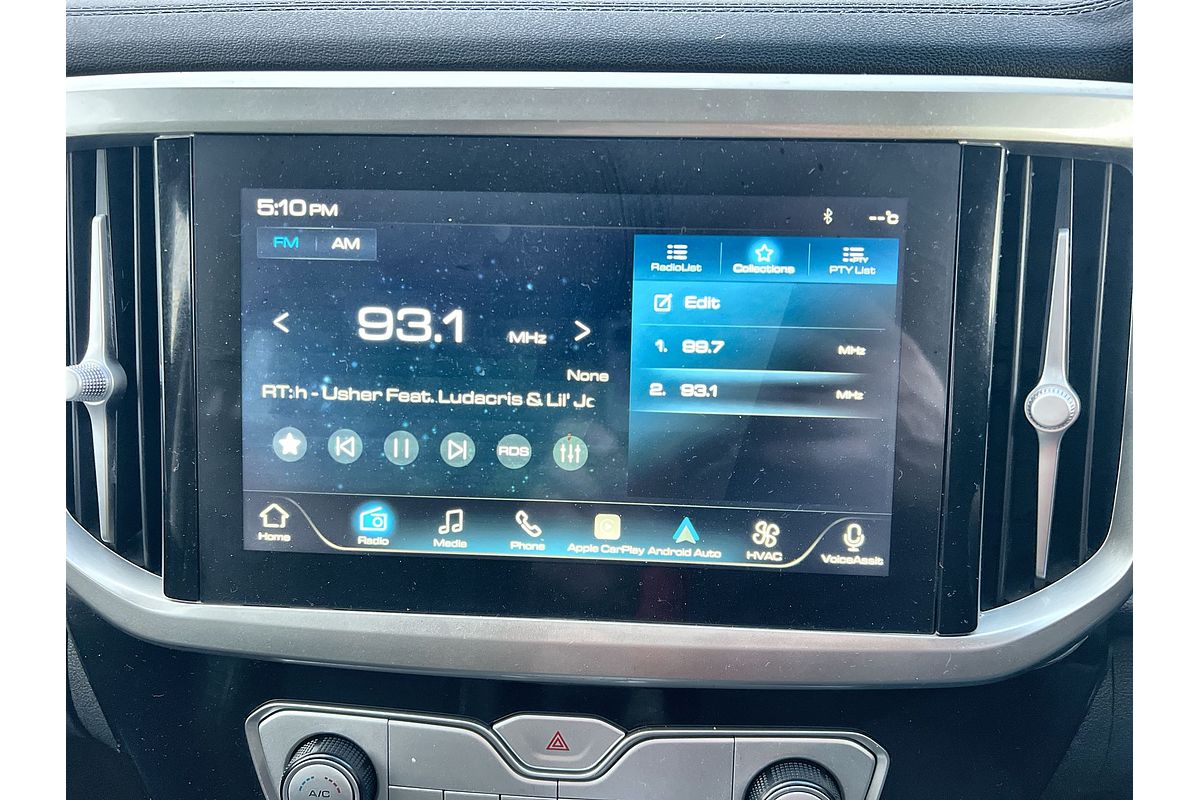 5:10 PM
--°C
FM AM
93.1 MHz
None
RT:h - Usher Feat. Ludacris & Lil' Jc
RDS
RadioList Collections PTY PTY List
Edit
1. 99.7 MHz
2. 93.1 MHz
Home Radio Media Phone Apple CarPlay Android Auto HVAC VoiceAssit
A/C